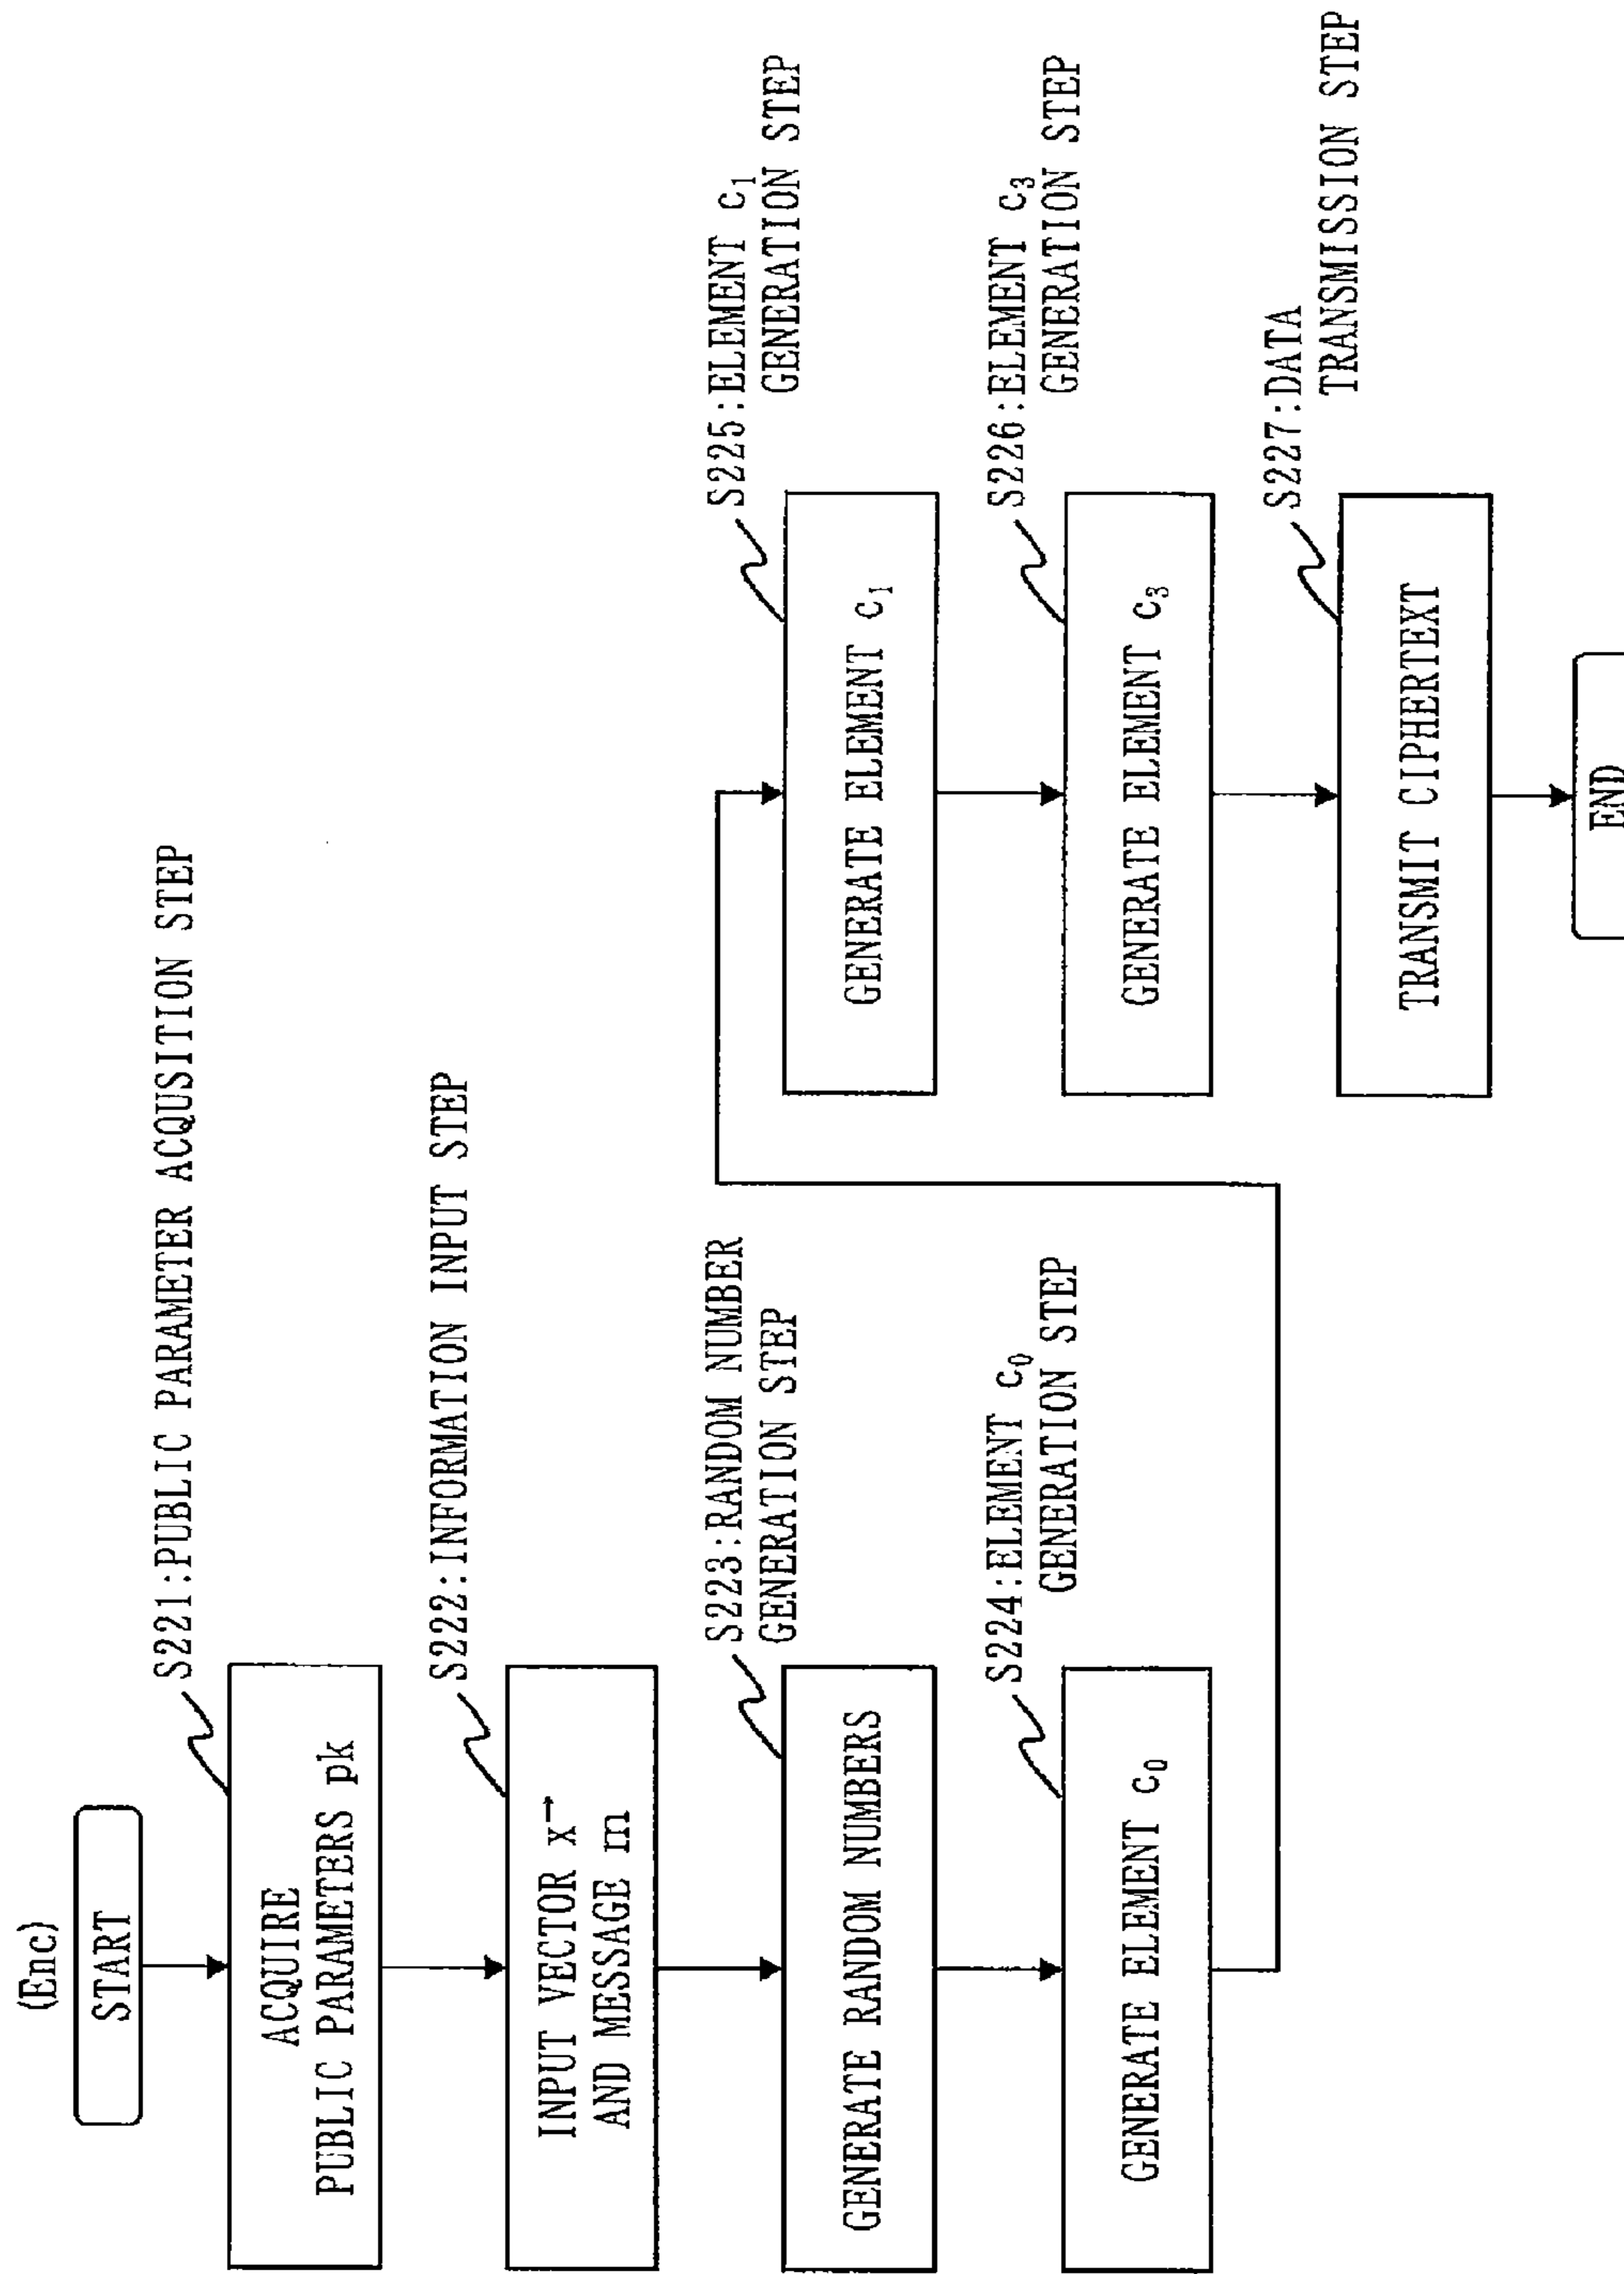 (Enc)
START
S221:PUBLIC PARAMETER ACQUSITION STEP
ACQUIRE
PUBLIC PARAMETERS pk
S222:INFORMATION INPUT STEP
INPUT VECTOR x→
AND MESSAGE m
S223:RANDOM NUMBER
GENERATION STEP
GENERATE RANDOM NUMBERS
S224:ELEMENT c₀
GENERATION STEP
GENERATE ELEMENT c₀
S225:ELEMENT c₁
GENERATION STEP
GENERATE ELEMENT c₁
S226:ELEMENT c₃
GENERATION STEP
GENERATE ELEMENT c₃
S227:DATA
TRANSMISSION STEP
TRANSMIT CIPHERTEXT
END